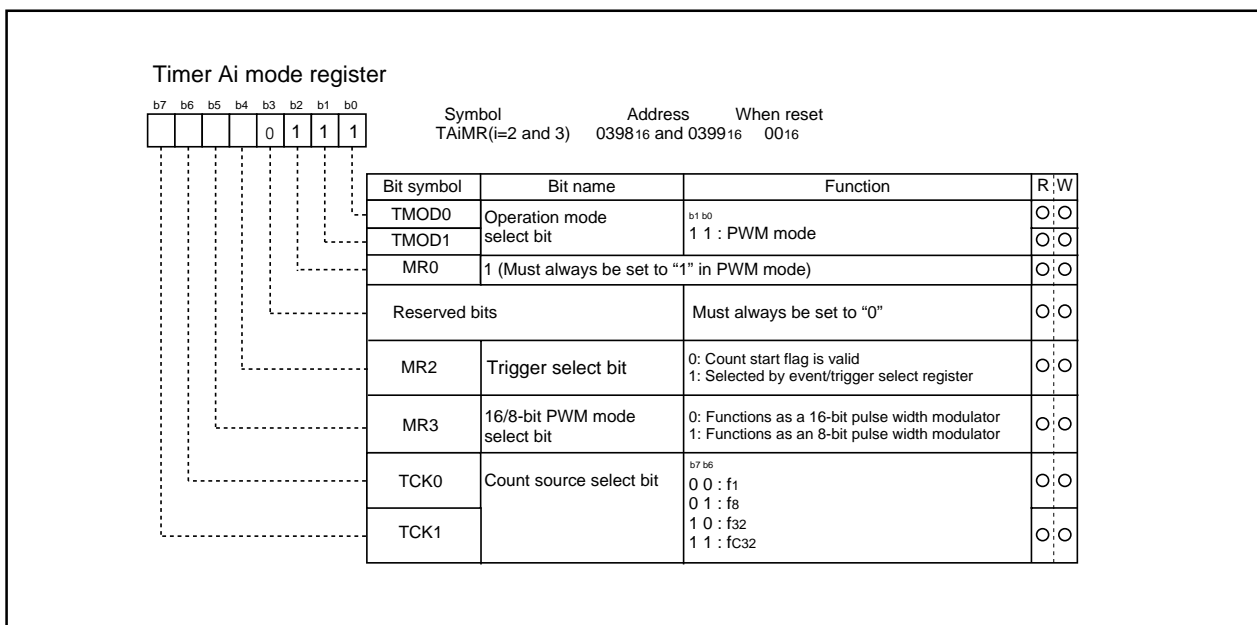 Timer Ai mode register
b7 b6 b5 b4 b3 b2 b1 b0
0 1 1 1
Symbol Address When reset
TAiMR(i=2 and 3) 039816 and 039916 0016
Bit symbol Bit name Function R W
TMOD0 Operation mode select bit b1 b0
TMOD1 1 1 : PWM mode
MR0 1 (Must always be set to “1” in PWM mode)
Reserved bits Must always be set to “0”
MR2 Trigger select bit 0: Count start flag is valid
1: Selected by event/trigger select register
MR3 16/8-bit PWM mode select bit 0: Functions as a 16-bit pulse width modulator
1: Functions as an 8-bit pulse width modulator
TCK0 Count source select bit b7 b6
0 0 : f1
0 1 : f8
TCK1 1 0 : f32
1 1 : fC32